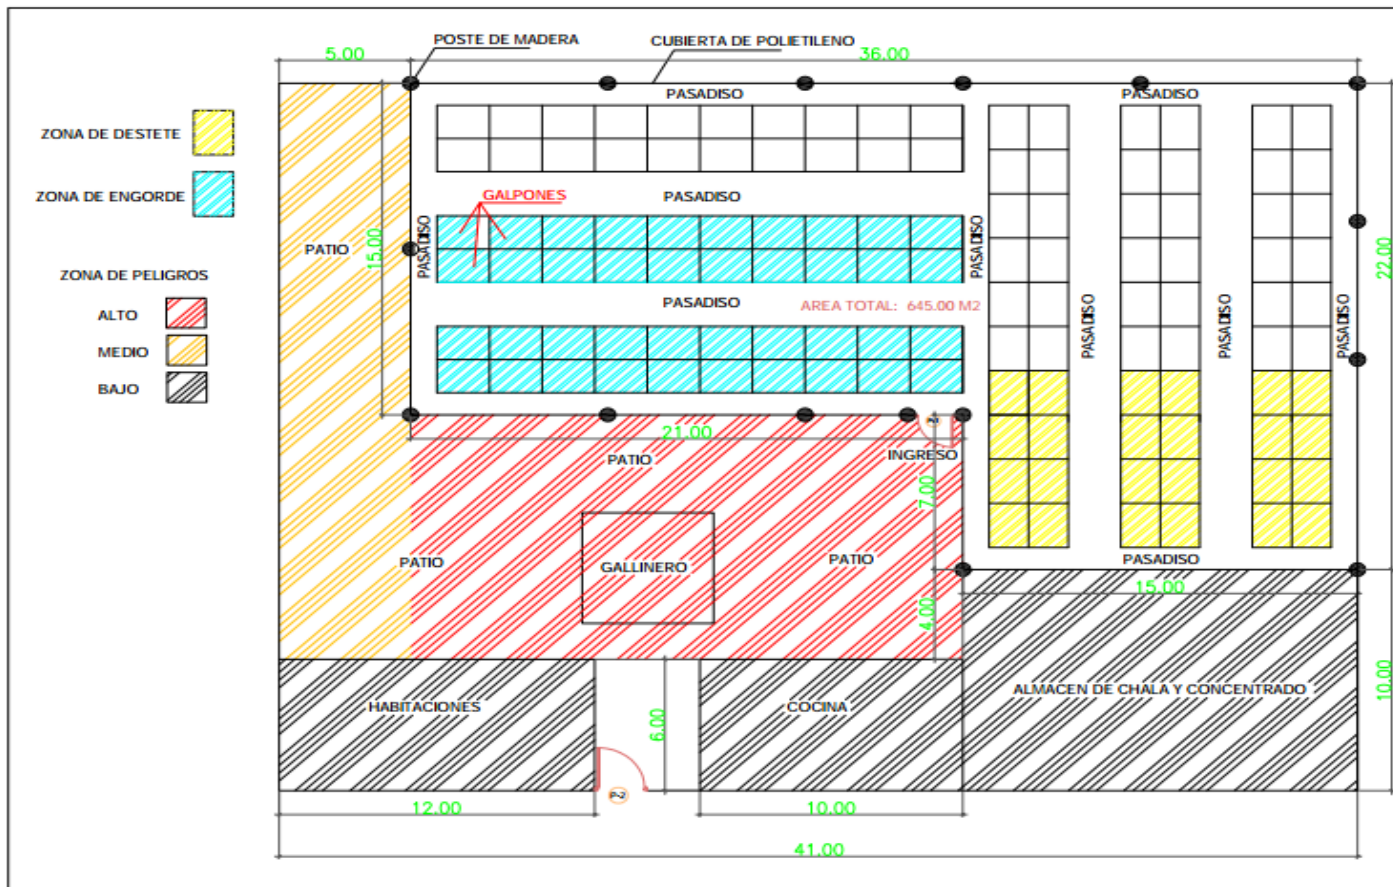 POSTE DE MADERA
CUBIERTA DE POLIETILENO
5.00
36.00
PASADISO
PASADISO
ZONA DE DESTETE
ZONA DE ENGORDE
GALPONES
PASADISO
PASADISO
PASADISO
PATIO
15.00
22.00
ZONA DE PELIGROS
ALTO
MEDIO
BAJO
PASADISO
AREA TOTAL: 645.00 M2
PASADISO
PASADISO
PASADISO
21.00
PATIO
INGRESO
7.00
PATIO
GALLINERO
PATIO
PASADISO
15.00
4.00
HABITACIONES
COCINA
ALMACEN DE CHALA Y CONCENTRADO
6.00
10.00
P-2
12.00
10.00
41.00